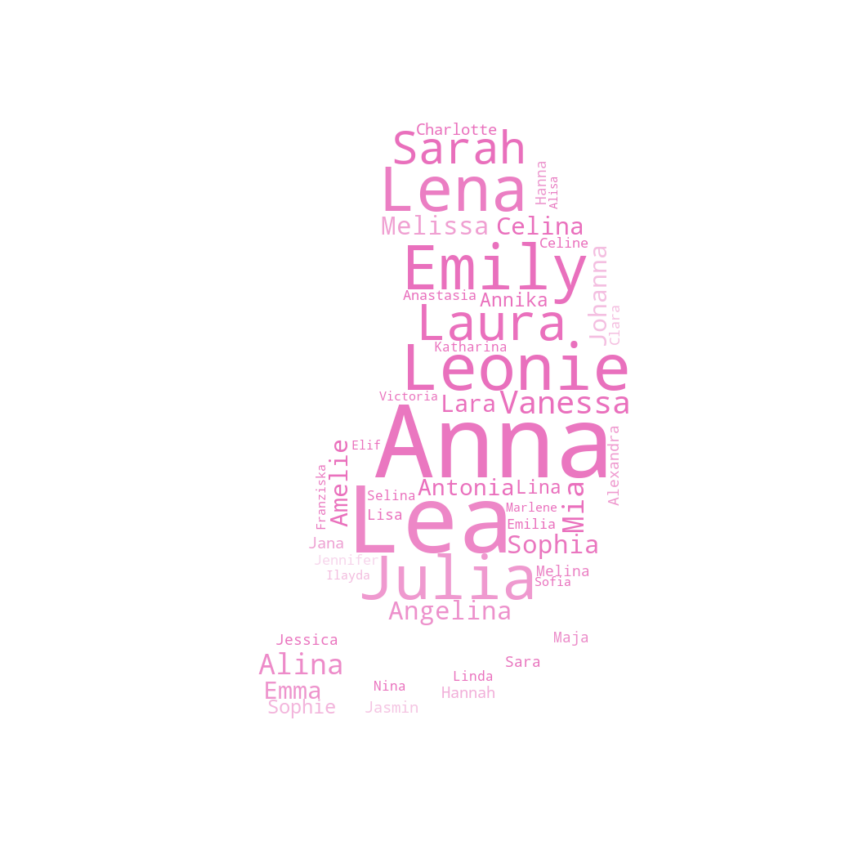 Charlotte
Sarah
Lena
Hanna
Alisa
Melissa
Celina
Celine
Emily
Johanna
Anastasia
Annika
Clara
Laura
Katharina
Leonie
Victoria
Lara
Vanessa
Anna
Alexandra
Elif
Amelie
Franziska
Antonia
Lina
Mia
Selina
Lea
Marlene
Lisa
Emilia
Jana
Sophia
Jennifer
Julia
Melina
Ilayda
Sofia
Angelina
Jessica
Maja
Alina
Sara
Linda
Emma
Nina
Hannah
Sophie
Jasmin